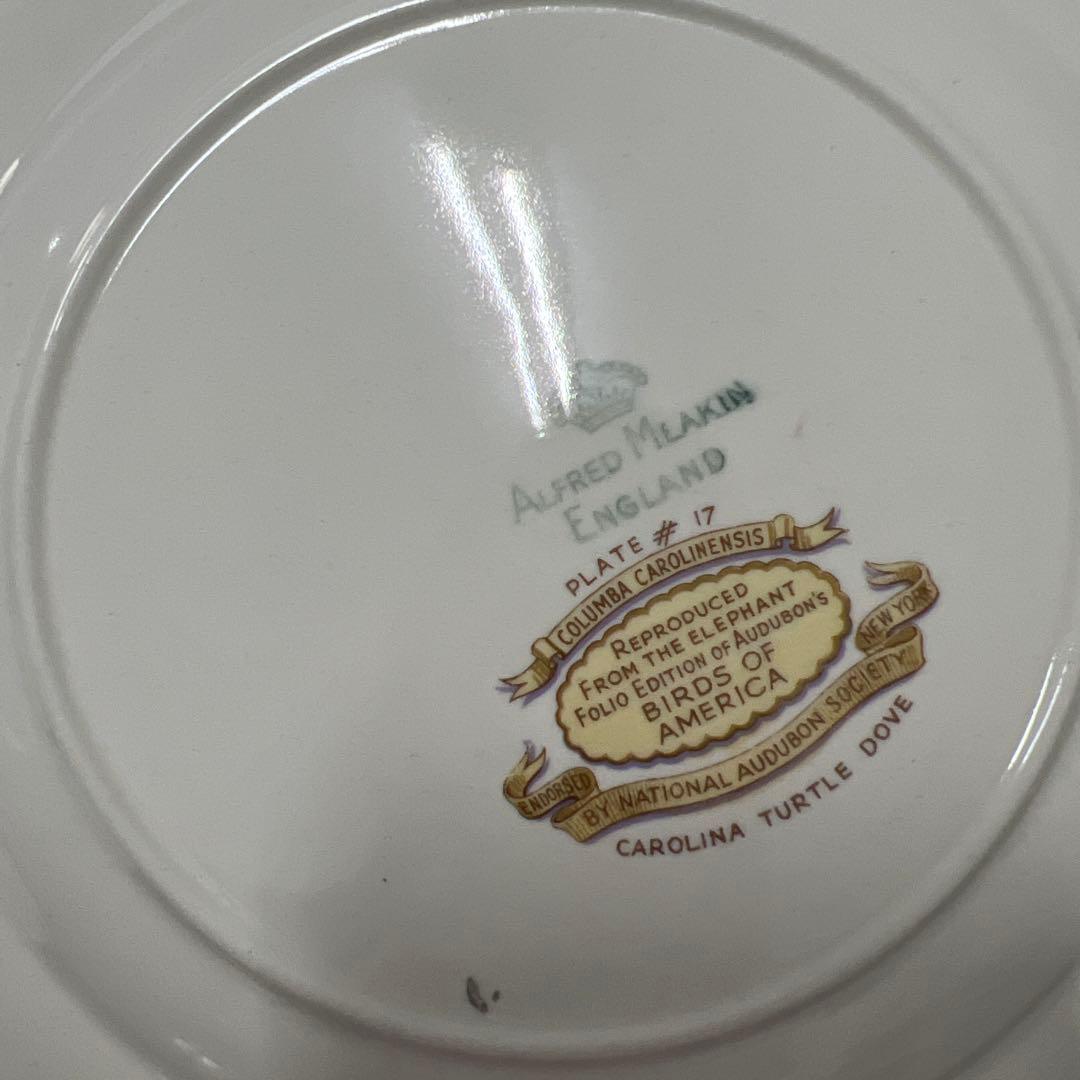 ALFRED MEAKIN
ENGLAND
PLATE # 17
COLUMBA CAROLINENSIS
REPRODUCED
FROM THE ELEPHANT
FOLIO EDITION OF AUDUBON'S
BIRDS OF
AMERICA
ENDORSED
BY NATIONAL AUDUBON SOCIETY
NEW YORK
CAROLINA TURTLE DOVE